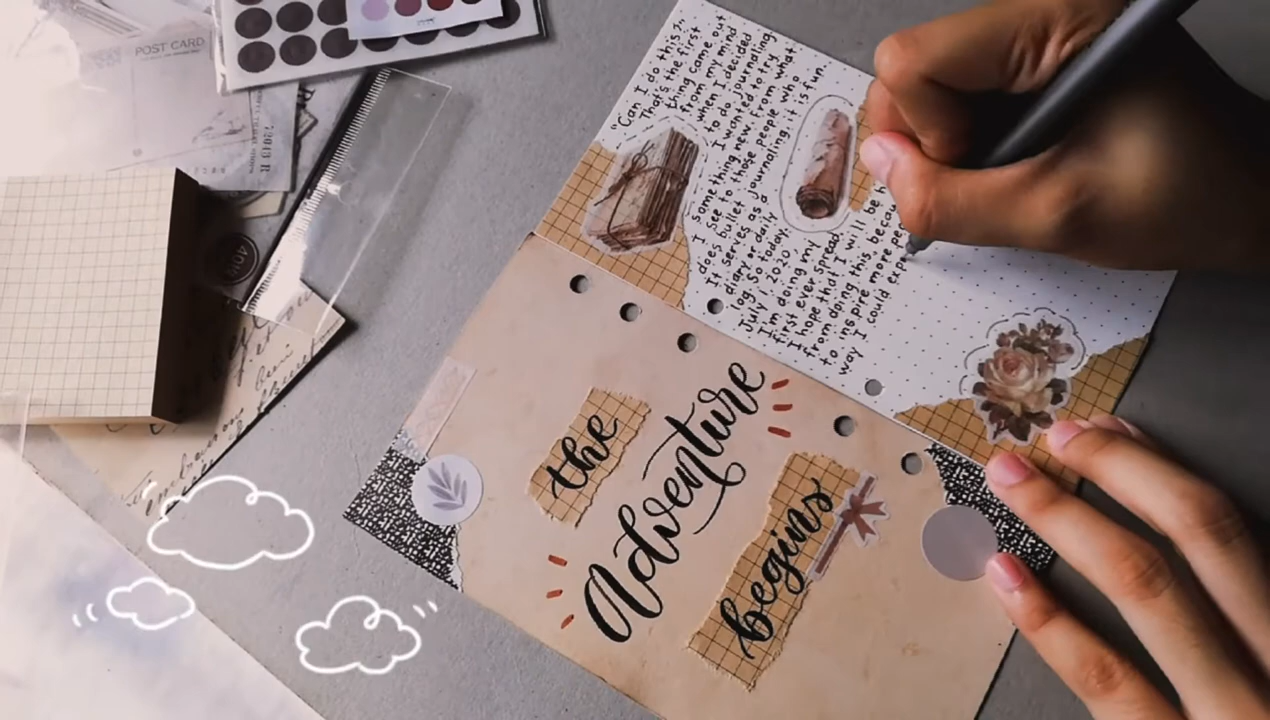 POST CARD
"Can I do this?"
That's the first
thing came out
from my mind
when I decided
to do journaling.
I wanted to try
something new. From what
I see to those people who
does bullet journaling, it is fun.
It serves as a
diary or daily
log. So today,
July, 2020
I'm doing my
first ever spread
I hope that I will be h
from doing this, becau
to inspire more peo
way I could exp
the
Adventure
begins